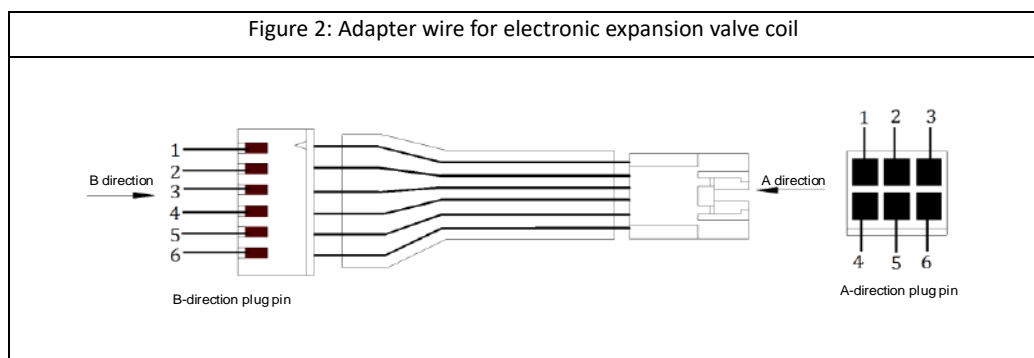 Figure 2: Adapter wire for electronic expansion valve coil
1 2 3
1
2
B direction
3
A direction
4
5
6
4 5 6
B-direction plug pin
A-direction plug pin